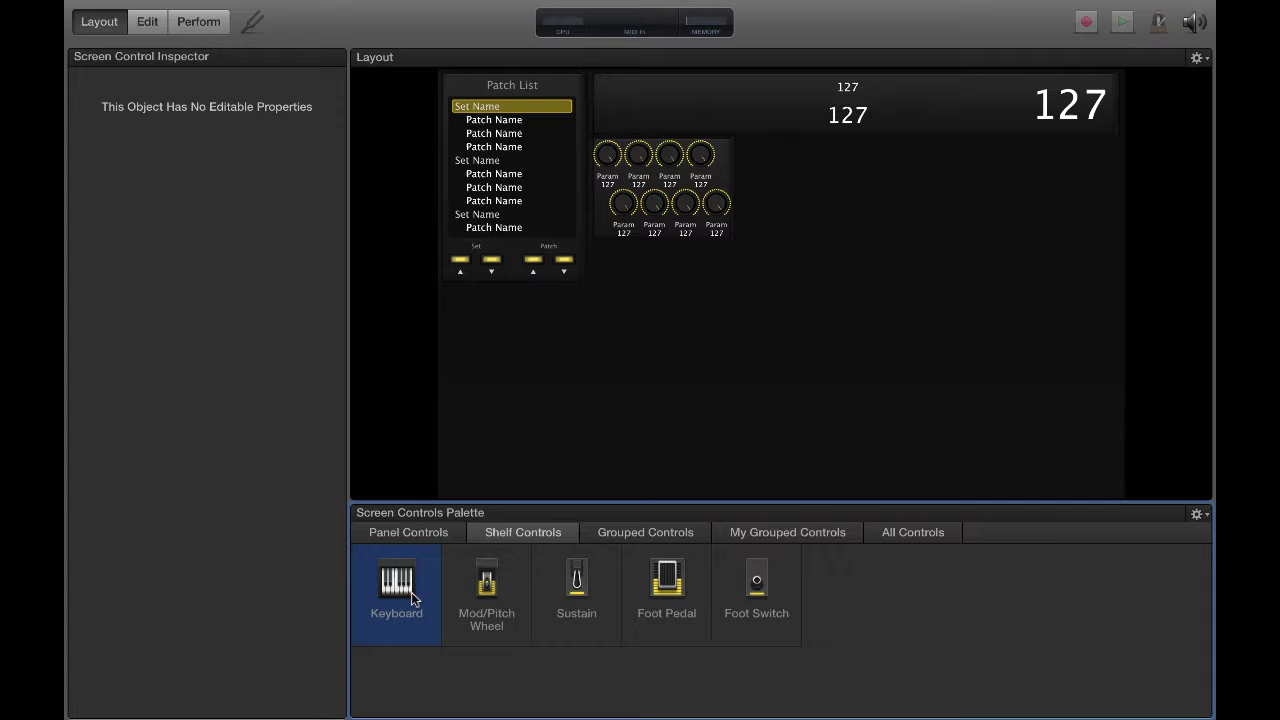 Layout Edit Perform
CPU MIDI In MEMORY
Screen Control Inspector
This Object Has No Editable Properties
Layout
Patch List
Set Name
Patch Name
Patch Name
Patch Name
Set Name
Patch Name
Patch Name
Patch Name
Set Name
Patch Name
Set Patch
127
127
127
Param Param Param Param
127 127 127 127
Param Param Param Param
127 127 127 127
Screen Controls Palette
Panel Controls Shelf Controls Grouped Controls My Grouped Controls All Controls
Keyboard
Mod/Pitch
Wheel
Sustain
Foot Pedal
Foot Switch